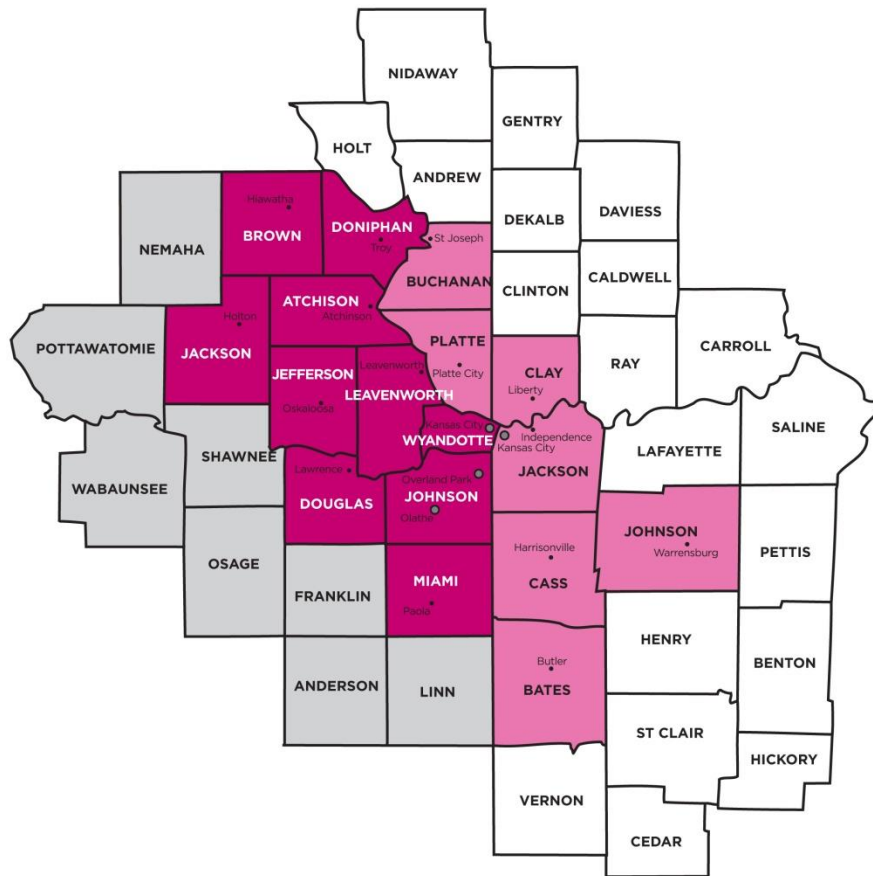 NIDAWAY
GENTRY
HOLT
ANDREW
DEKALB
DAVIESS
Hiawatha
BROWN
DONIPHAN
Troy
St Joseph
NEMAHA
BUCHANAN
CLINTON
CALDWELL
ATCHISON
Atchinson
Holton
POTTAWATOMIE
JACKSON
PLATTE
Platte City
CLAY
Liberty
RAY
CARROLL
JEFFERSON
Oskaloosa
Leavenworth
LEAVENWORTH
Kansas City
WYANDOTTE
Kansas City
Independence
JACKSON
LAFAYETTE
SALINE
SHAWNEE
WABAUNSEE
Lawrence
DOUGLAS
Overland Park
JOHNSON
Olathe
JOHNSON
Warrensburg
PETTIS
OSAGE
FRANKLIN
MIAMI
Paola
Harrisonville
CASS
HENRY
BENTON
ANDERSON
LINN
Butler
BATES
ST CLAIR
HICKORY
VERNON
CEDAR